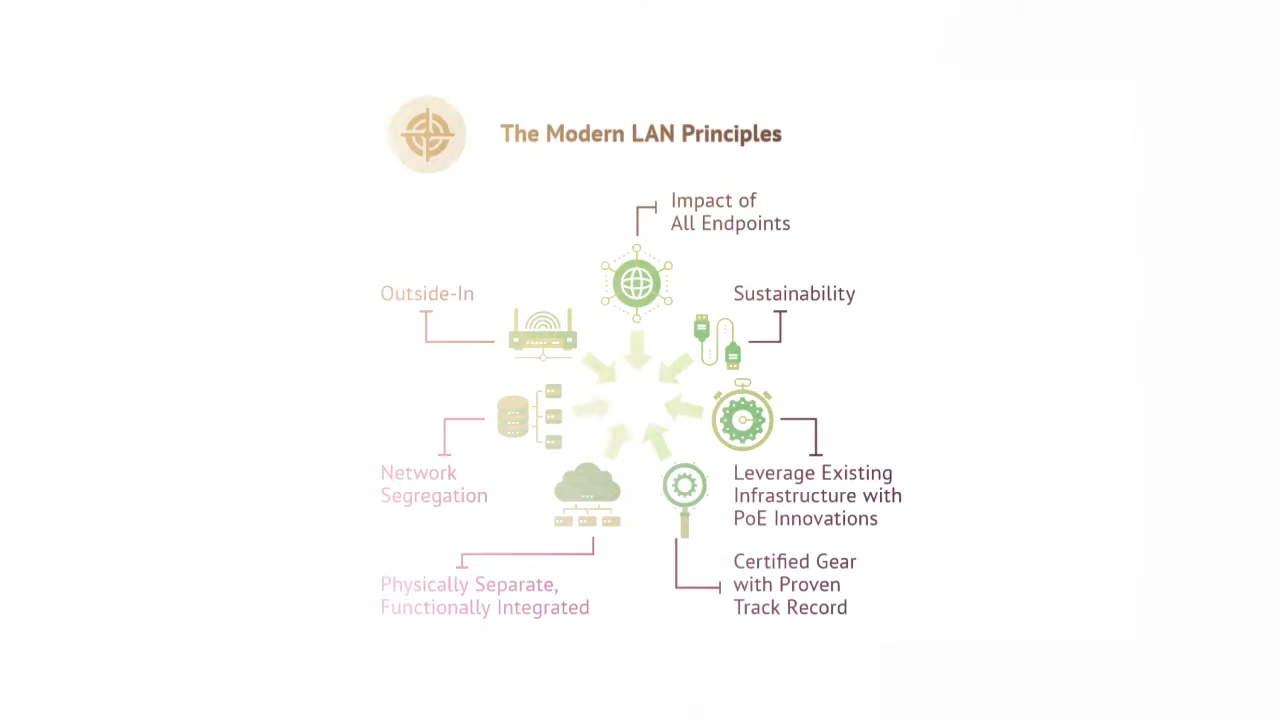 The Modern LAN Principles
Impact of
All Endpoints
Outside-In
Sustainability
Network
Segregation
Leverage Existing
Infrastructure with
PoE Innovations
Physically Separate,
Functionally Integrated
Certified Gear
with Proven
Track Record